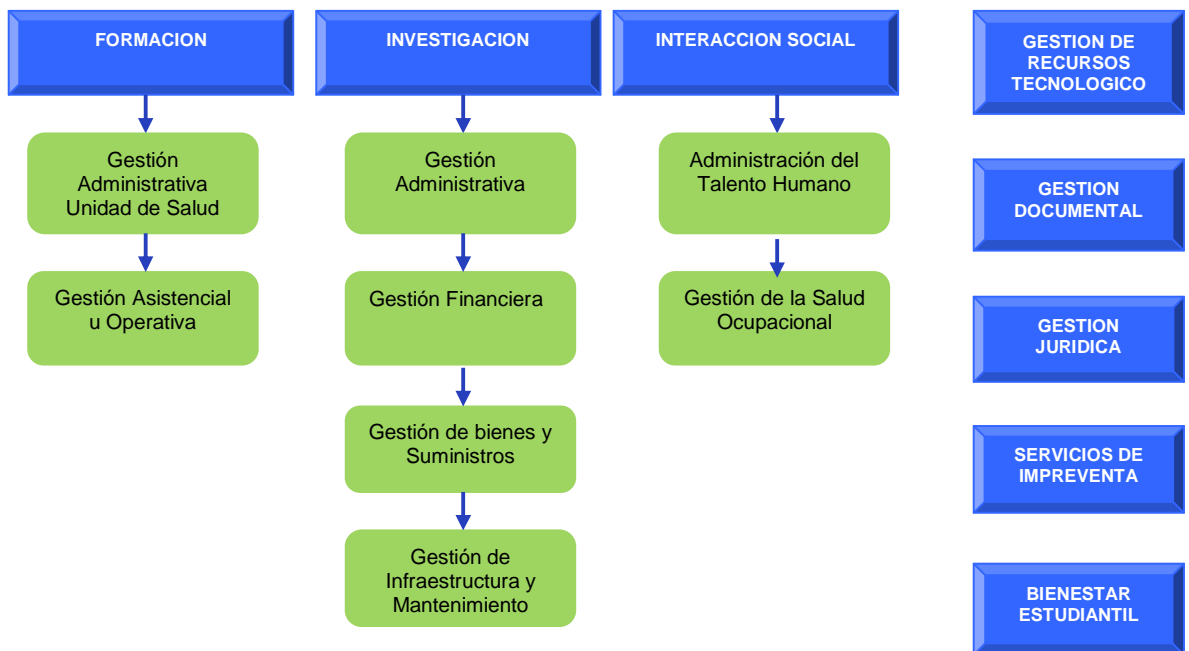 FORMACION
Gestión
Administrativa
Unidad de Salud
Gestión Asistencial
u Operativa
INVESTIGACION
Gestión
Administrativa
Gestión Financiera
Gestión de bienes y
Suministros
Gestión de
Infraestructura y
Mantenimiento
INTERACCION SOCIAL
Administración del
Talento Humano
Gestión de la Salud
Ocupacional
GESTION DE
RECURSOS
TECNOLOGICO
GESTION
DOCUMENTAL
GESTION
JURIDICA
SERVICIOS DE
IMPREVENTA
BIENESTAR
ESTUDIANTIL